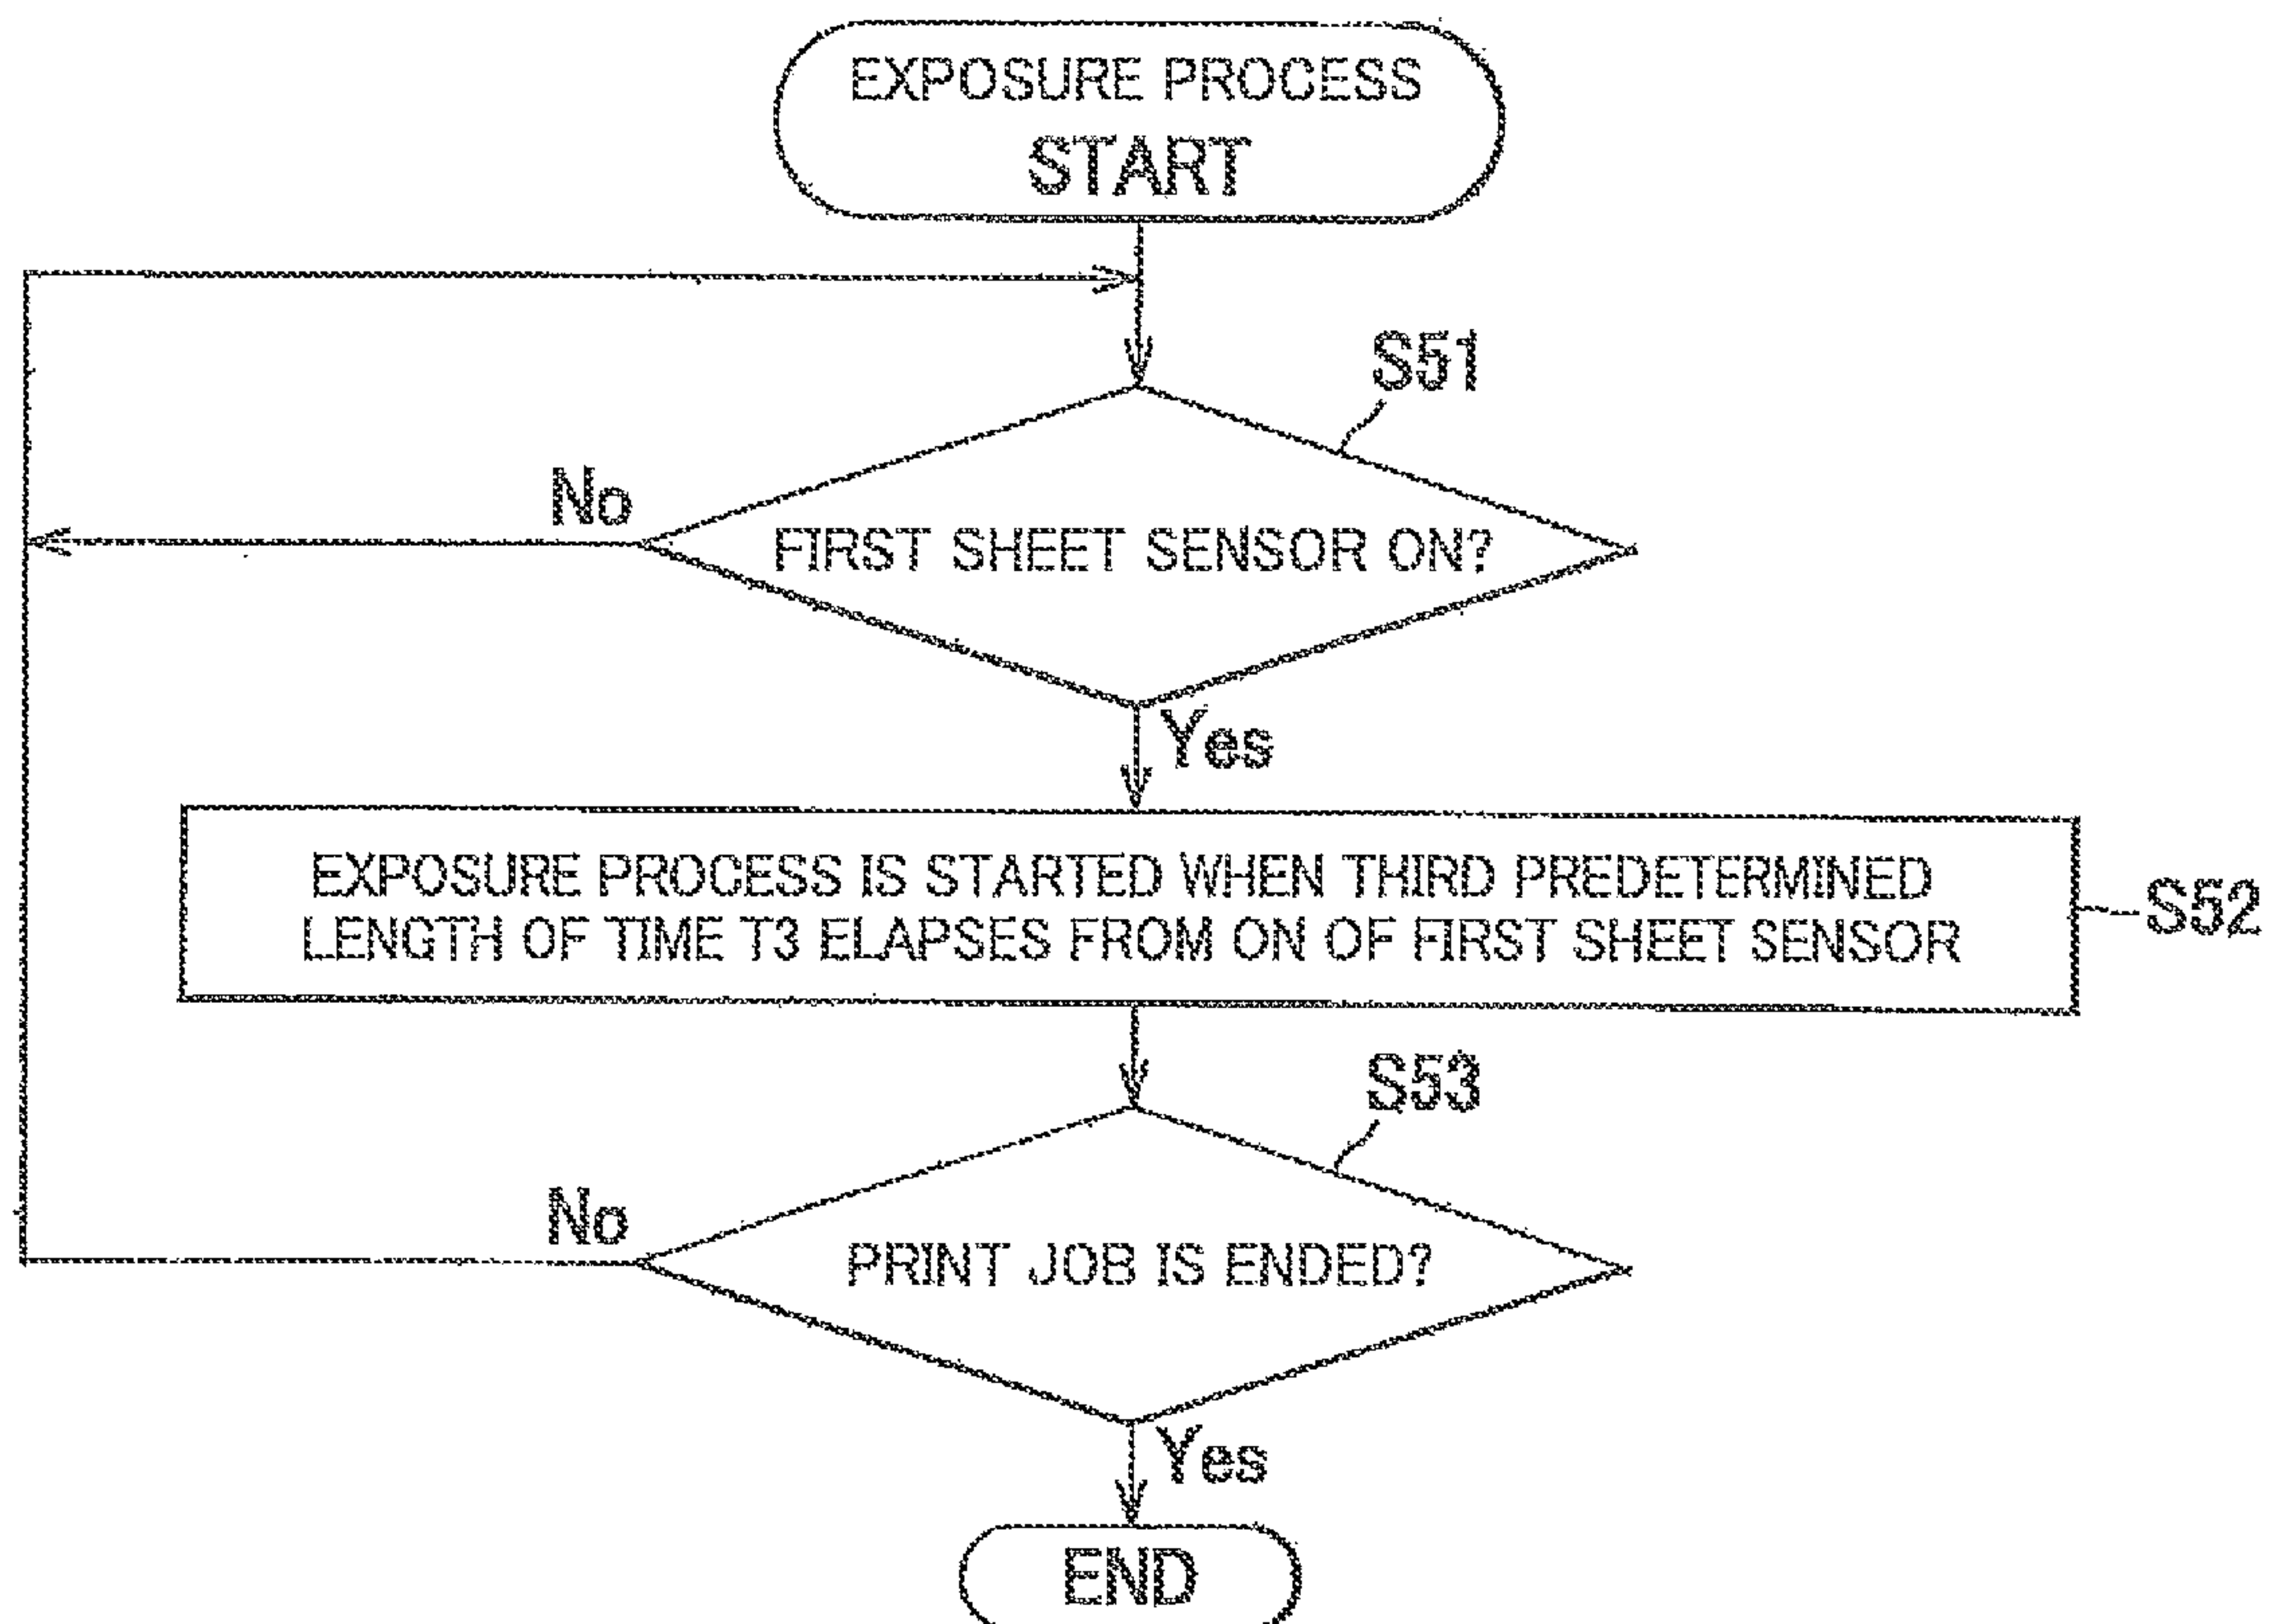 EXPOSURE PROCESS
START
S51
No
FIRST SHEET SENSOR ON?
Yes
EXPOSURE PROCESS IS STARTED WHEN THIRD PREDETERMINED
LENGTH OF TIME T3 ELAPSES FROM ON OF FIRST SHEET SENSOR
S52
S53
No
PRINT JOB IS ENDED?
Yes
END